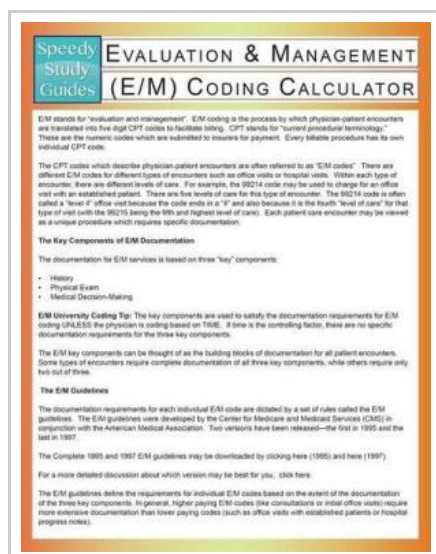 Speedy
Study
Guides
EVALUATION & MANAGEMENT
(E/M) CODING CALCULATOR
E/M stands for "evaluation and management". E/M coding is the process by which physician-patient encounters
are translated into five digit CPT codes to facilitate billing. CPT stands for "current procedural terminology."
These are the numeric codes which are submitted to insurers for payment. Every billable procedure has its own
individual CPT code.
The CPT codes which describe physician-patient encounters are often referred to as "E/M codes" There are
different E/M codes for different types of encounters such as office visits or hospital visits. Within each type of
encounter, there are different levels of care. For example, the 99214 code may be used to charge for an office
visit with an established patient. There are five levels of care for this type of encounter. The 99214 code is often
called a "level 4" office visit because the code ends in a "4" and also because it is the fourth "level of care" for that
type of visit (with the 99215 being the fifth and highest level of care). Each patient care encounter may be viewed
as a unique procedure which requires specific documentation.
The Key Components of E/M Documentation
The documentation for E/M services is based on three "key" components:
• History
• Physical Exam
• Medical Decision-Making
E/M University Coding Tip: The key components are used to satisfy the documentation requirements for E/M
coding UNLESS the physician is coding based on TIME. If time is the controlling factor, there are no specific
documentation requirements for the three key components.
The E/M key components can be thought of as the building blocks of documentation for all patient encounters.
Some types of encounters require complete documentation of all three key components, while others require only
two out of three.
The E/M Guidelines
The documentation requirements for each individual E/M code are dictated by a set of rules called the E/M
guidelines. The E/M guidelines were developed by the Center for Medicare and Medicaid Services (CMS) in
conjunction with the American Medical Association. Two versions have been released—the first in 1995 and the
last in 1997.
The Complete 1995 and 1997 E/M guidelines may be downloaded by clicking here (1995) and here (1997).
For a more detailed discussion about which version may be best for you, click here.
The E/M guidelines define the requirements for individual E/M codes based on the extent of the documentation
of the three key components. In general, higher paying E/M codes (like consultations or initial office visits) require
more extensive documentation than lower paying codes (such as office visits with established patients or hospital
progress notes).